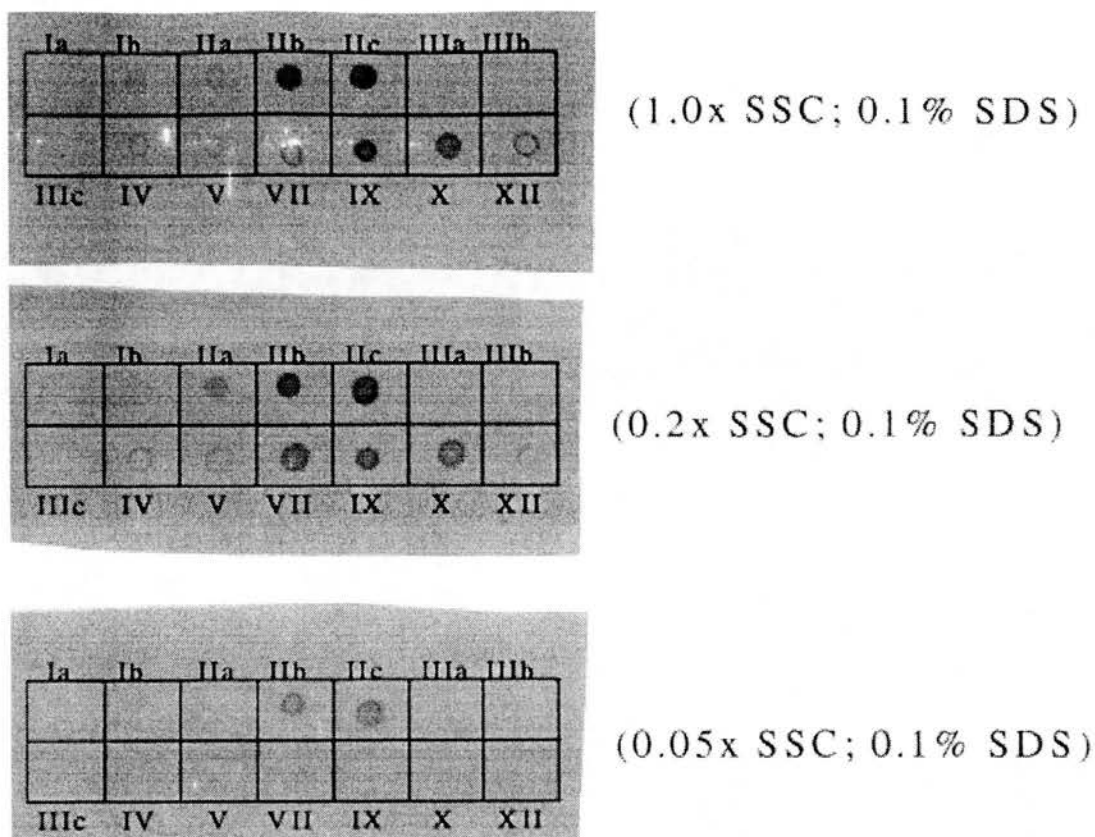 Ia Ib IIa IIb IIc IIIa IIIb
(1.0x SSC; 0.1% SDS)
IIIc IV V VII IX X XII
Ia Ib IIa IIb IIc IIIa IIIb
(0.2x SSC; 0.1% SDS)
IIIc IV V VII IX X XII
Ia Ib IIa IIb IIc IIIa IIIb
(0.05x SSC; 0.1% SDS)
IIIc IV V VII IX X XII